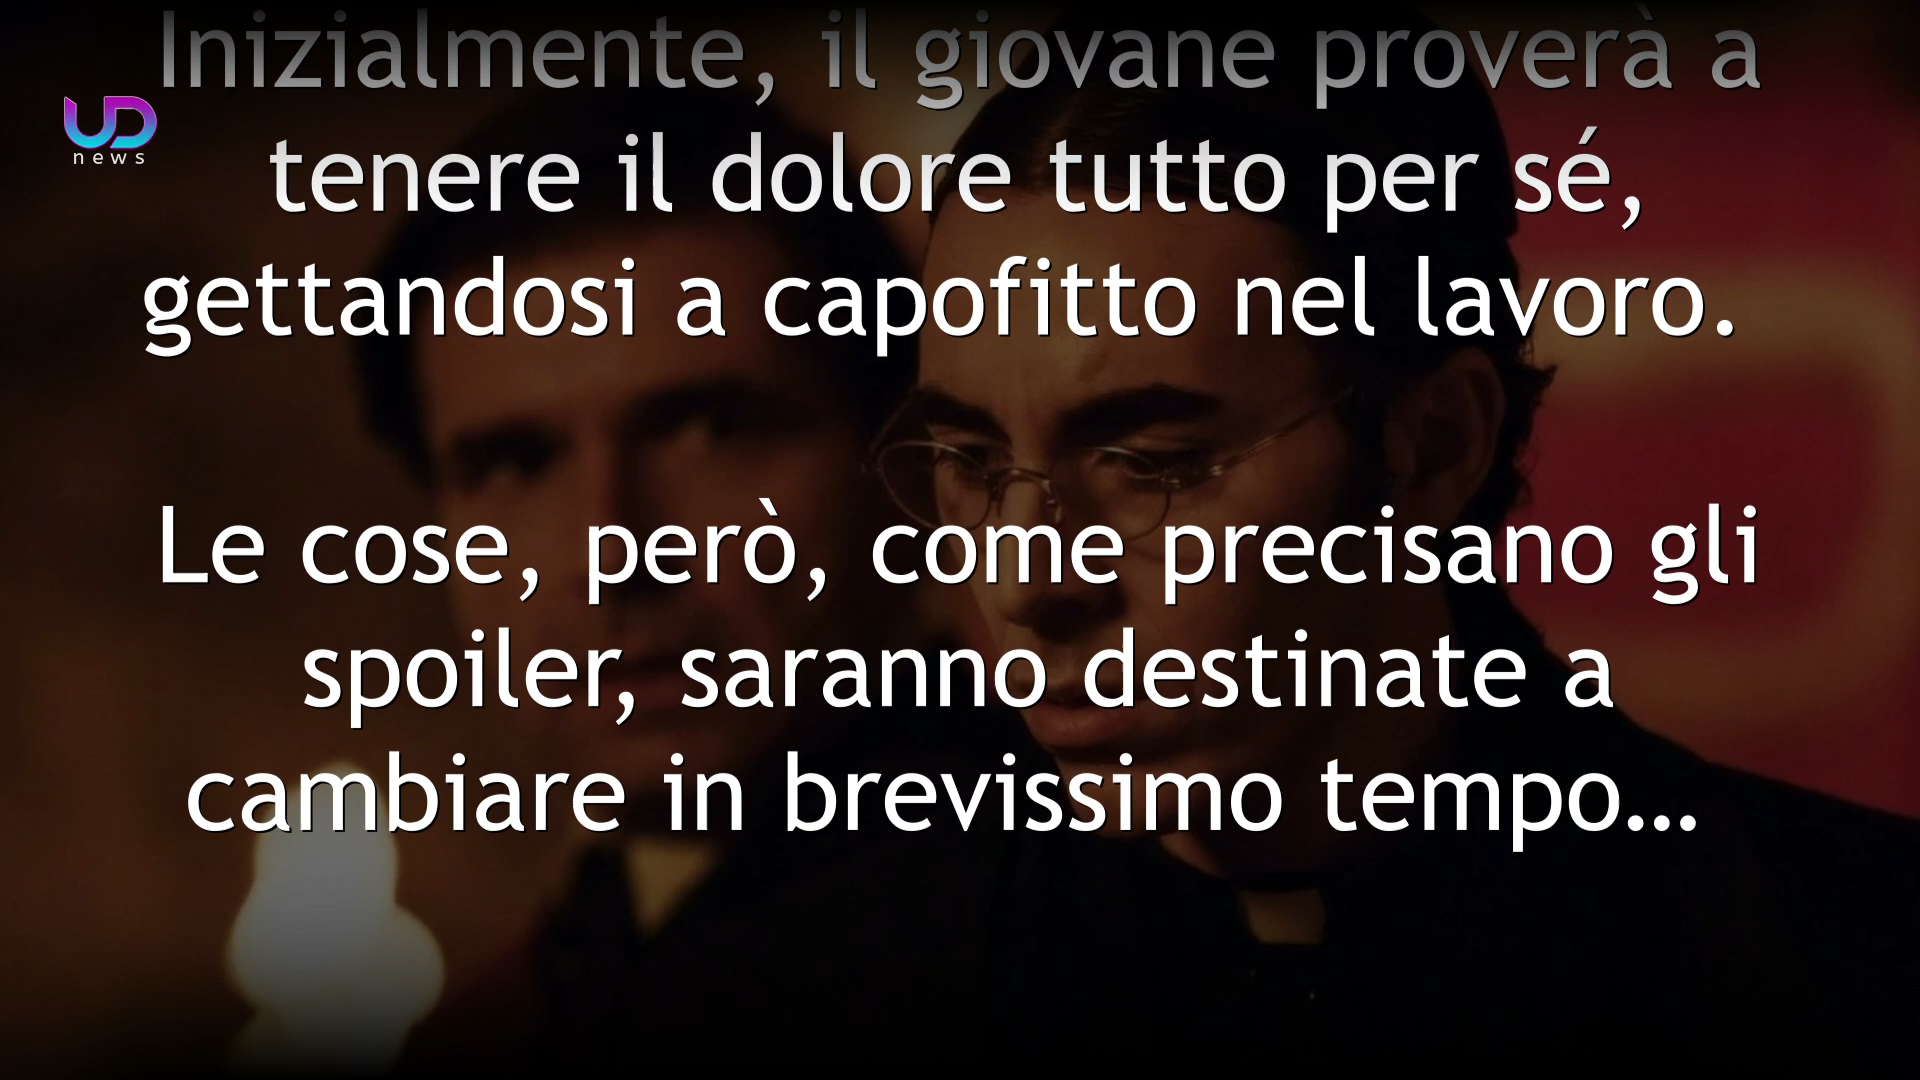 Inizialmente, il giovane proverà a
UD
news
tenere il dolore tutto per sé,
gettandosi a capofitto nel lavoro.
Le cose, però, come precisano gli
spoiler, saranno destinate a
cambiare in brevissimo tempo...